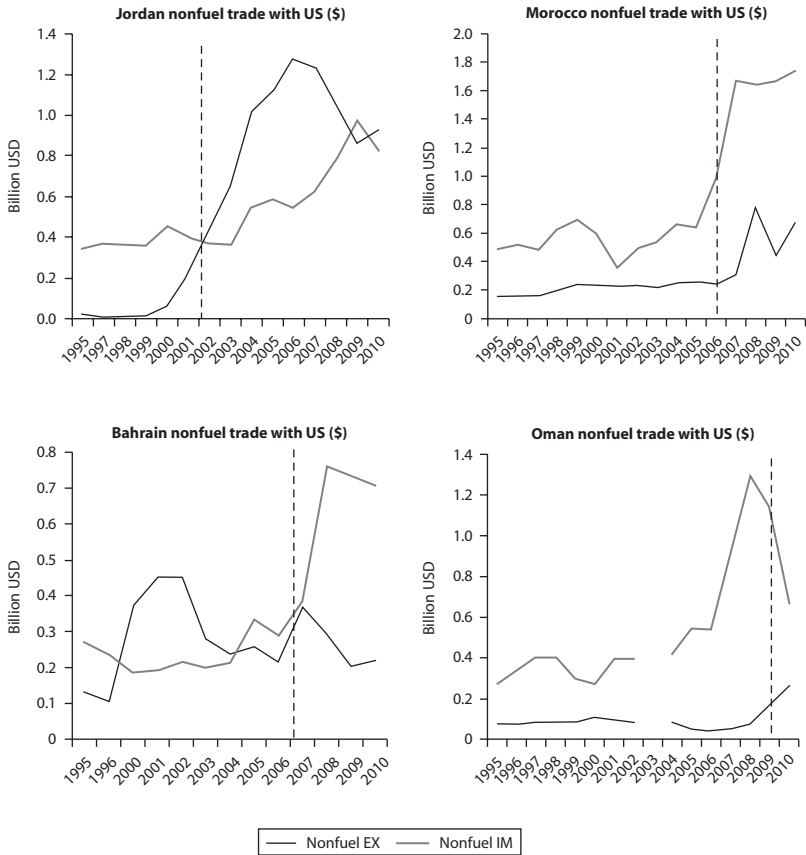 Jordan nonfuel trade with US ($)
1.4
1.2
1.0
0.8
0.6
0.4
0.2
0.0
Billion USD
1995 1997 1998 1999 2000 2001 2002 2003 2004 2005 2006 2007 2008 2009 2010
Morocco nonfuel trade with US ($)
2.0
1.8
1.6
1.4
1.2
1.0
0.8
0.6
0.4
0.2
0
Billion USD
1995 1996 1997 1998 1999 2000 2001 2002 2003 2004 2005 2006 2007 2008 2009 2010
Bahrain nonfuel trade with US ($)
0.8
0.7
0.6
0.5
0.4
0.3
0.2
0.1
0
Billion USD
1995 1996 2000 2001 2002 2003 2004 2005 2006 2007 2008 2009 2010
Oman nonfuel trade with US ($)
1.4
1.2
1.0
0.8
0.6
0.4
0.2
0
Billion USD
1995 1996 1997 1998 1999 2000 2001 2002 2003 2004 2005 2006 2007 2008 2009 2010
Nonfuel EX Nonfuel IM